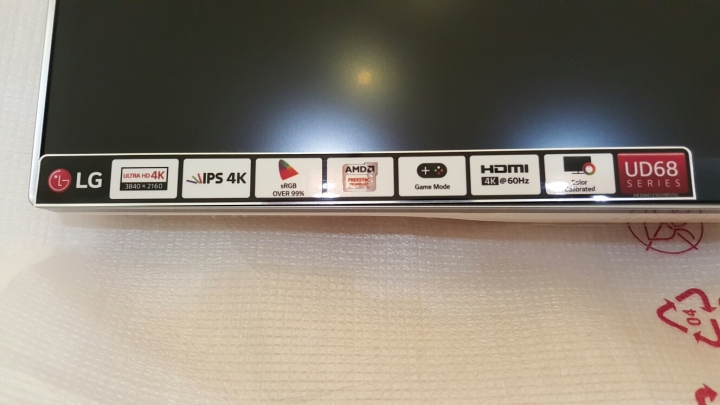 LG
ULTRA HD 4K
3840 × 2160
IPS 4K
sRGB
OVER 99%
AMD
FREESYNC
Game Mode
HDMI
4K @ 60Hz
Color
Calibrated
UD68
SERIES
04